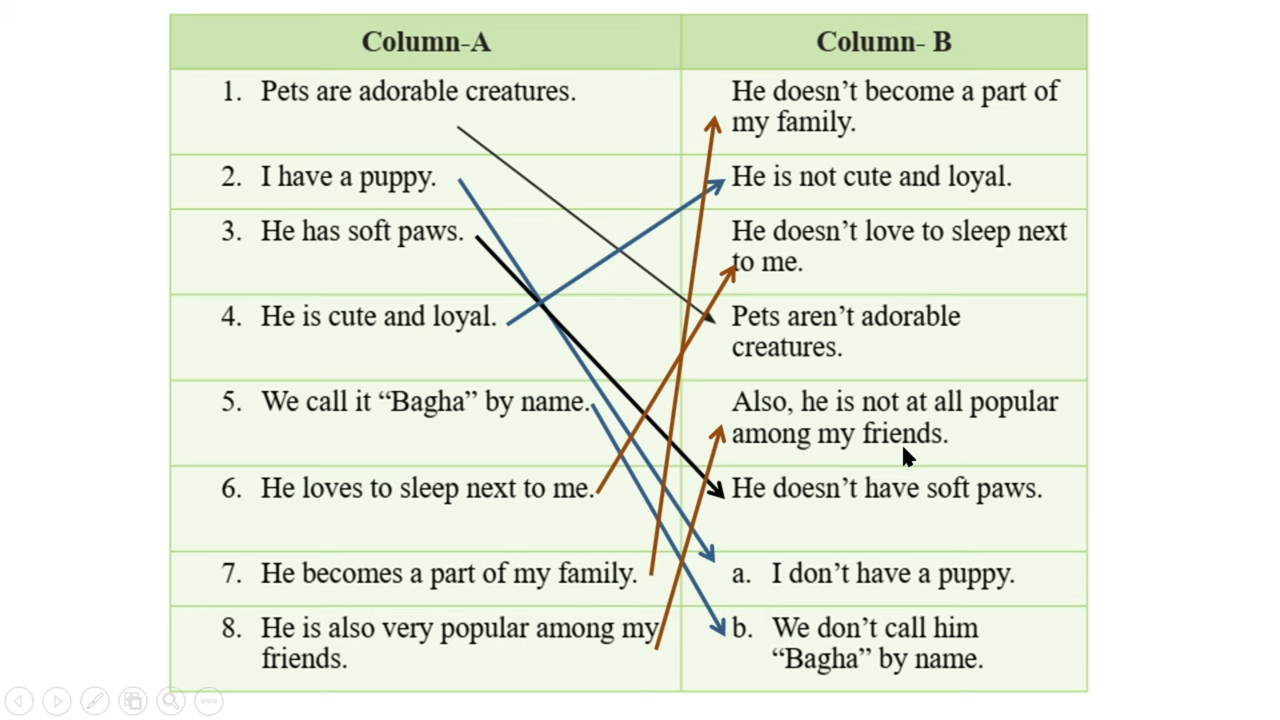 Column-A
Column- B
1. Pets are adorable creatures.
He doesn’t become a part of
my family.
2. I have a puppy.
He is not cute and loyal.
3. He has soft paws.
He doesn’t love to sleep next
to me.
4. He is cute and loyal.
Pets aren’t adorable
creatures.
5. We call it “Bagha” by name.
Also, he is not at all popular
among my friends.
6. He loves to sleep next to me.
He doesn’t have soft paws.
7. He becomes a part of my family.
a. I don’t have a puppy.
8. He is also very popular among my
friends.
b. We don’t call him
“Bagha” by name.